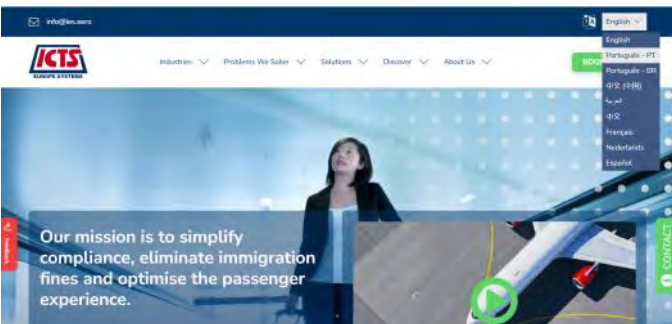 info@ies.aero
English
ICTS
EUROPE SYSTEMS
Industries
Problems We Solve
Solutions
Discover
About Us
English
Português - PT
Português - BR
中文 (中国)
العربية
中文
Français
Nederlands
Español
Our mission is to simplify
compliance, eliminate immigration
fines and optimise the passenger
experience.
Feedback
CONTACT